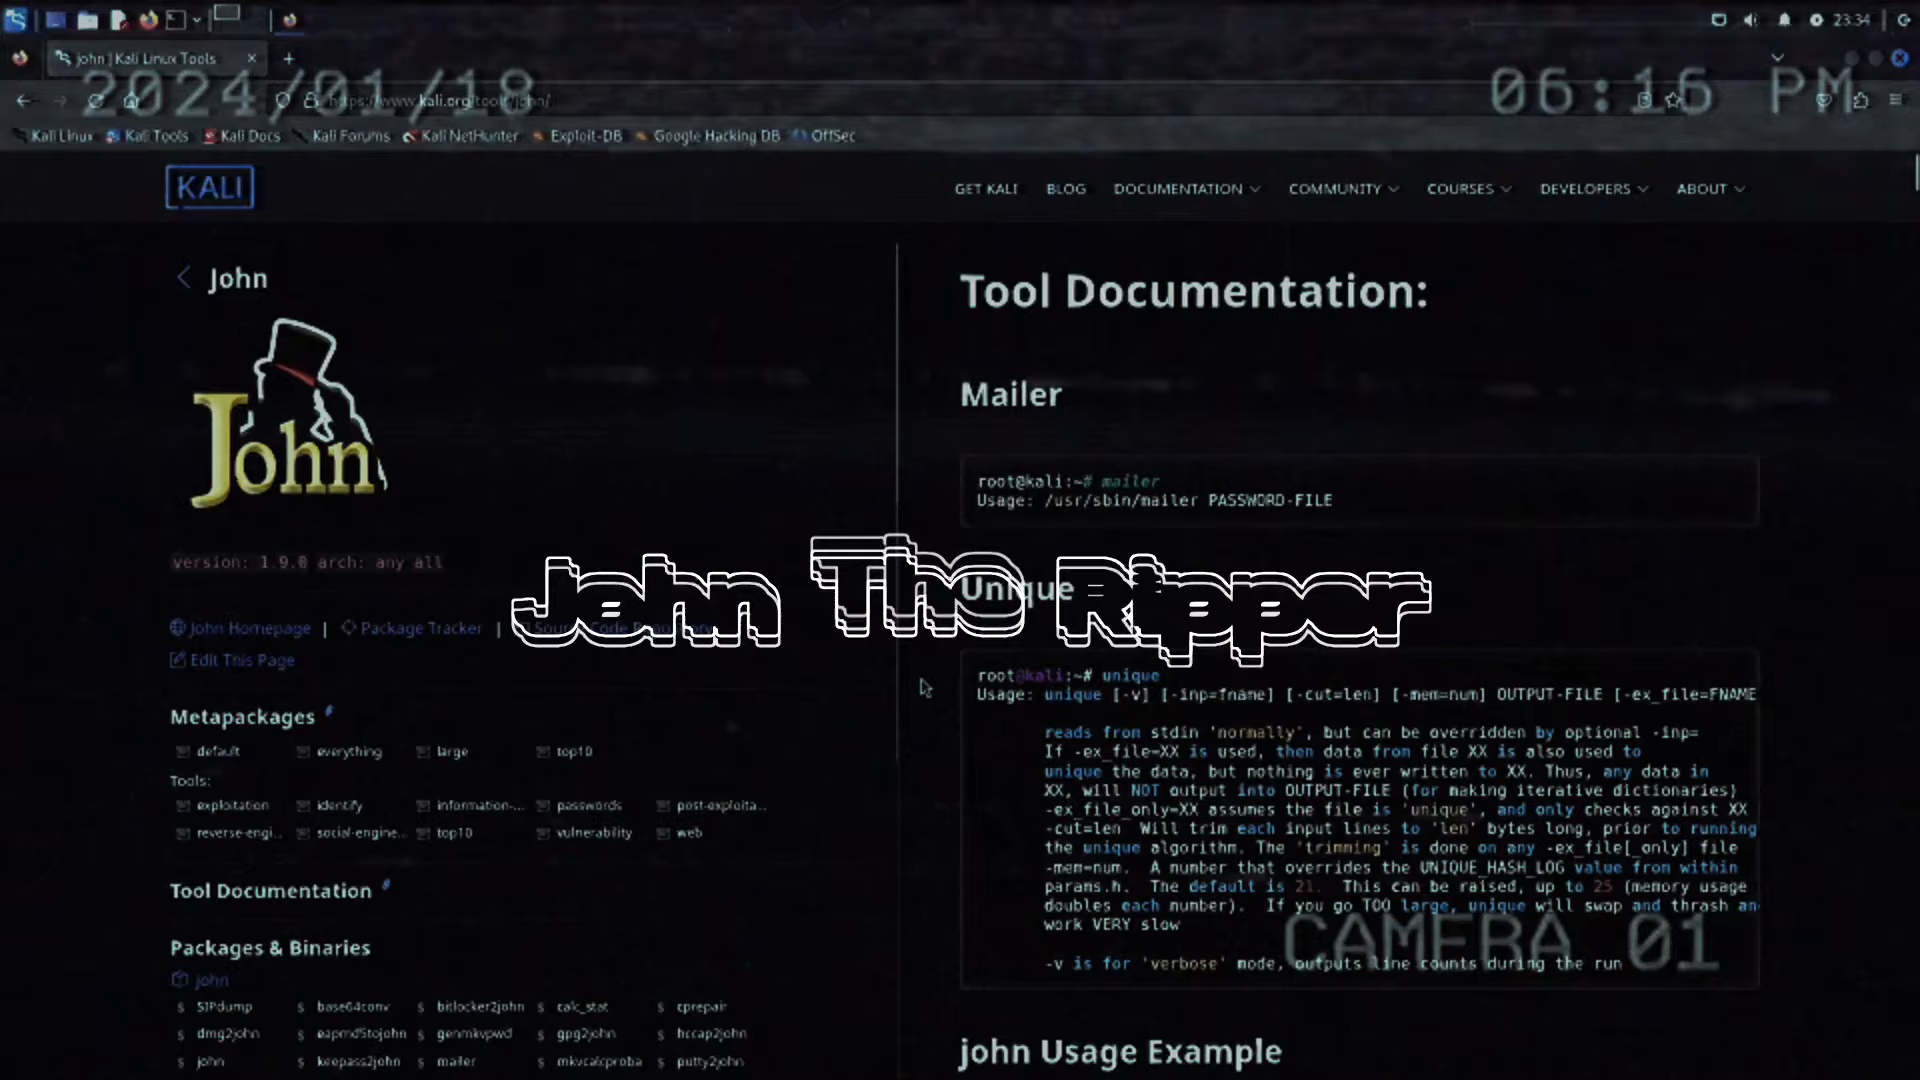 23:34
john | Kali Linux Tools
2024/01/18
06:16 PM
https://www.kali.org/tools/john/
Kali Linux Kali Tools Kali Docs Kali Forums Kali NetHunter Exploit-DB Google Hacking DB OffSec
KALI
GET KALI BLOG DOCUMENTATION COMMUNITY COURSES DEVELOPERS ABOUT
John
John
version: 1.9.0 arch: any all
John The Ripper
John Homepage | Package Tracker | Source Code Repository
Edit This Page
Metapackages
default everything large top10
Tools:
exploitation identify information-... passwords post-exploita...
reverse-engi... social-engine... top10 vulnerability web
Tool Documentation
Packages & Binaries
john
$ SIPdump $ base64conv $ bitlocker2john $ calc_stat $ cprepair
$ dmg2john $ eapmd5tojohn $ genmkvpwd $ gpg2john $ hccap2john
$ john $ keepass2john $ mailer $ mkvcalcproba $ putty2john
Tool Documentation:
Mailer
root@kali:~# mailer
Usage: /usr/sbin/mailer PASSWORD-FILE
Unique
root@kali:~# unique
Usage: unique [-v] [-inp=fname] [-cut=len] [-mem=num] OUTPUT-FILE [-ex_file=FNAME
reads from stdin 'normally', but can be overridden by optional -inp=
If -ex_file=XX is used, then data from file XX is also used to
unique the data, but nothing is ever written to XX. Thus, any data in
XX, will NOT output into OUTPUT-FILE (for making iterative dictionaries)
-ex_file_only=XX assumes the file is 'unique', and only checks against XX
-cut=len Will trim each input lines to 'len' bytes long, prior to running
the unique algorithm. The 'trimming' is done on any -ex_file[_only] file
-mem=num. A number that overrides the UNIQUE_HASH_LOG value from within
params.h. The default is 21. This can be raised, up to 25 (memory usage
doubles each number). If you go TOO large, unique will swap and thrash an
work VERY slow
-v is for 'verbose' mode, outputs line counts during the run
CAMERA 01
john Usage Example